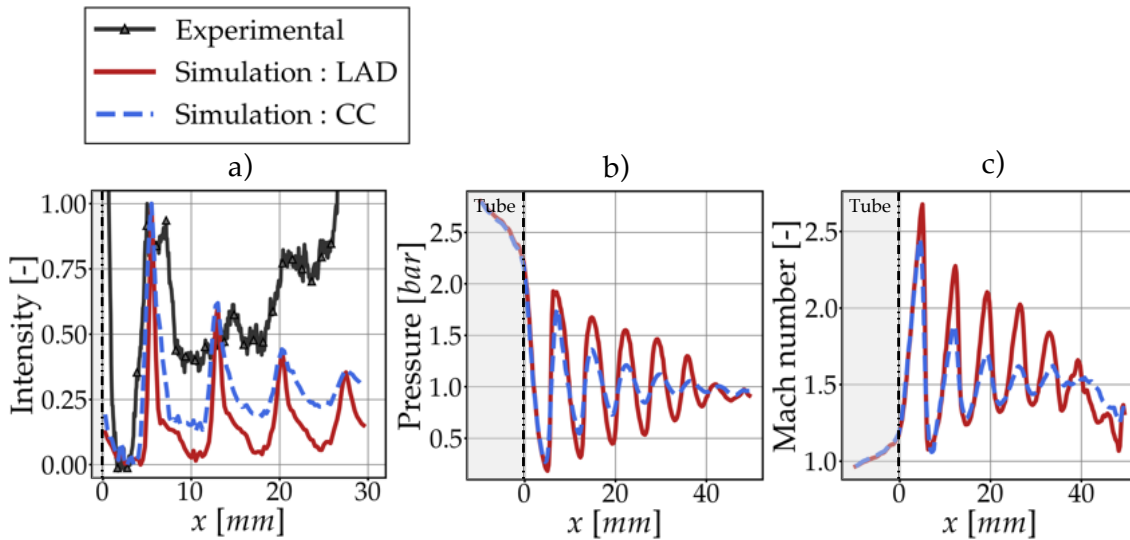 Experimental
Simulation : LAD
Simulation : CC
a)
b)
c)
1.00
0.75
0.50
0.25
0.00
Intensity [-]
0
10
20
30
x [mm]
Tube
2.5
2.0
1.5
1.0
0.5
Pressure [bar]
0
20
40
x [mm]
Tube
2.5
2.0
1.5
1.0
Mach number [-]
0
20
40
x [mm]